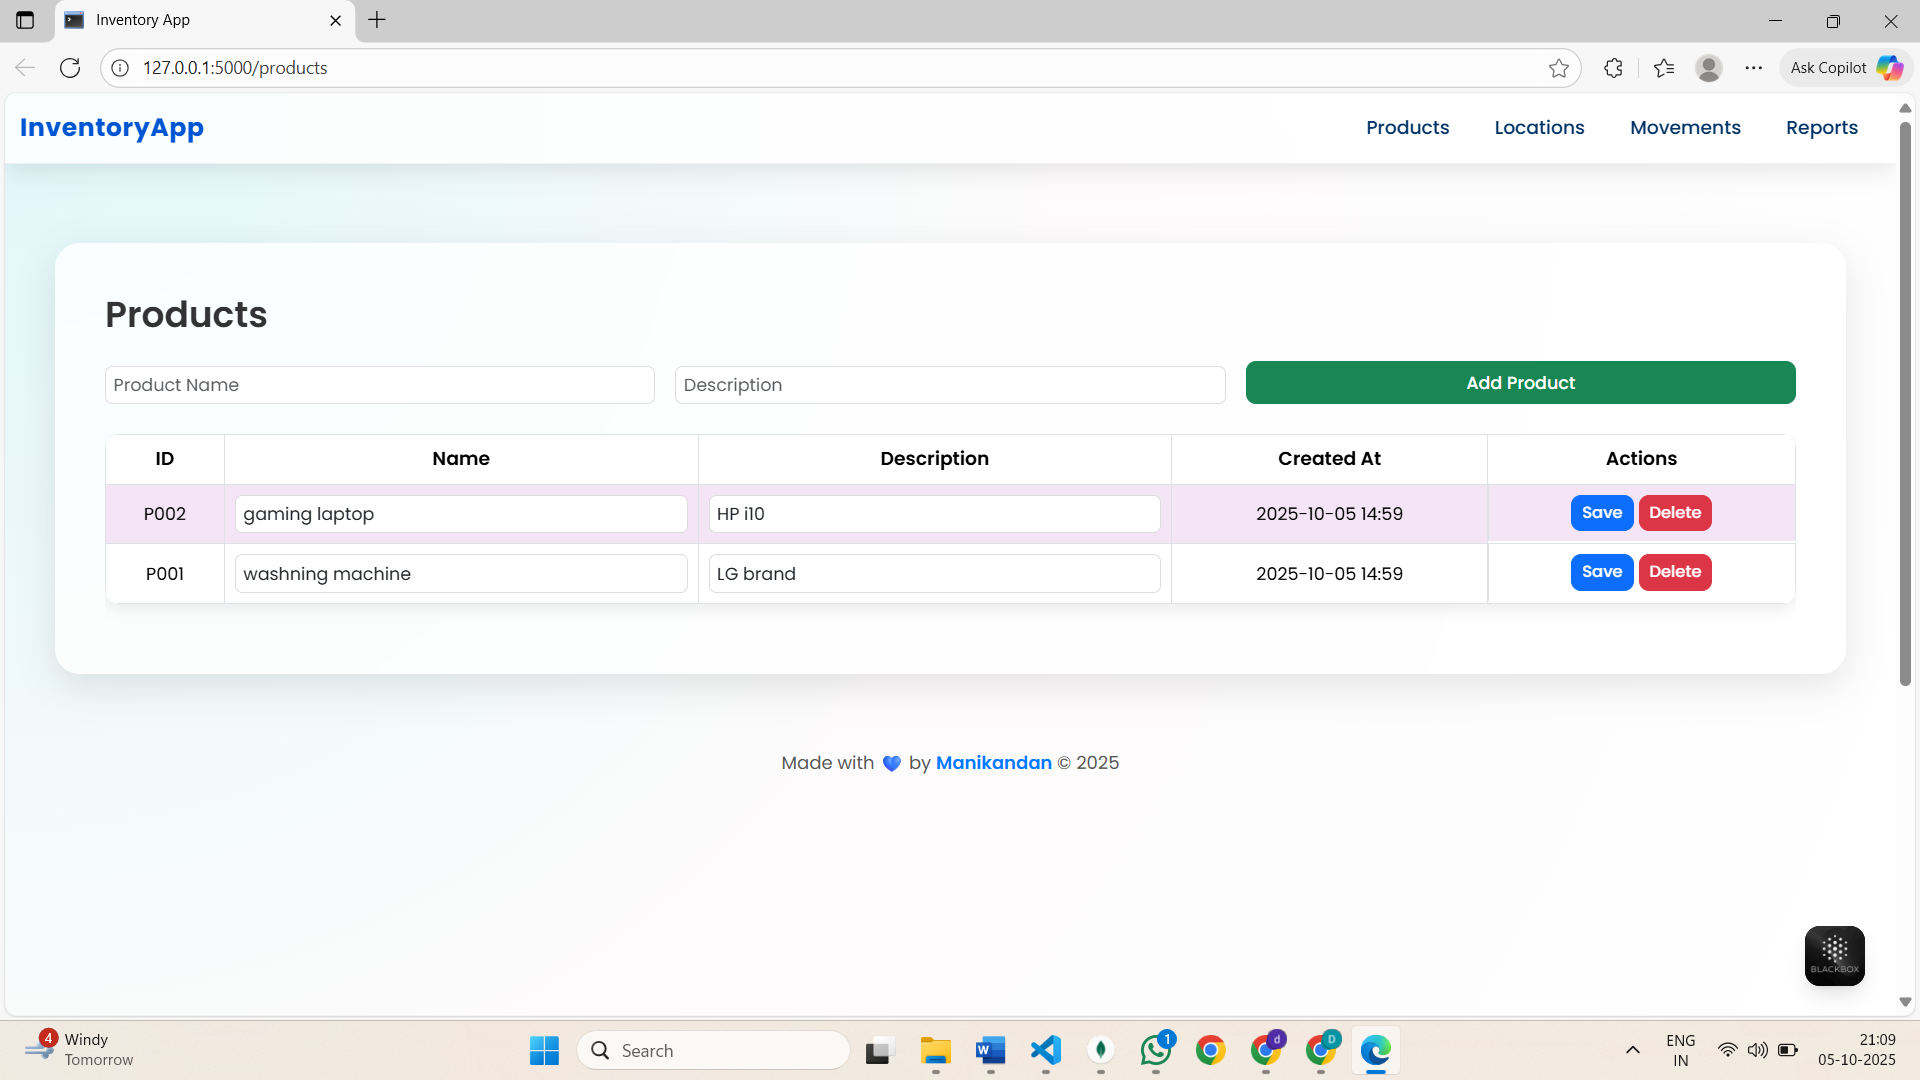 Inventory App
127.0.0.1:5000/products
Ask Copilot
InventoryApp
Products Locations Movements Reports
Products
Product Name Description Add Product
ID Name Description Created At Actions
P002 gaming laptop HP i10 2025-10-05 14:59 Save Delete
P001 washning machine LG brand 2025-10-05 14:59 Save Delete
Made with 💙 by Manikandan © 2025
BLACKBOX
4 Windy
Tomorrow
Search
W
1
d
D
ENG
IN
21:09
05-10-2025